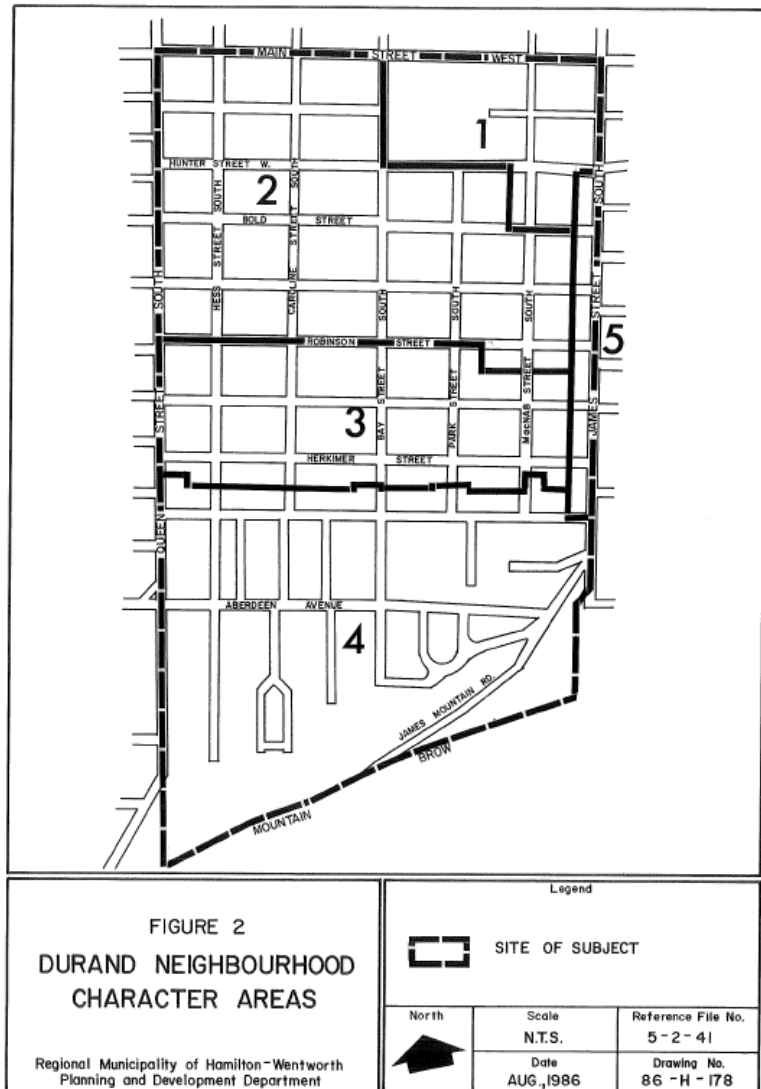 MAIN STREET WEST
1
HUNTER STREET W.
2
BOLD STREET
HESS STREET SOUTH
CAROLINE STREET SOUTH
QUEEN STREET SOUTH
JAMES STREET SOUTH
5
ROBINSON STREET
BAY STREET SOUTH
PARK STREET SOUTH
MacNAB STREET SOUTH
3
HERKIMER STREET
ABERDEEN AVENUE
4
JAMES MOUNTAIN RD.
MOUNTAIN BROW
FIGURE 2
DURAND NEIGHBOURHOOD
CHARACTER AREAS
Regional Municipality of Hamilton-Wentworth
Planning and Development Department
Legend
SITE OF SUBJECT
North
Scale
N.T.S.
Reference File No.
5-2-41
Date
AUG.,1986
Drawing No.
86-H-178